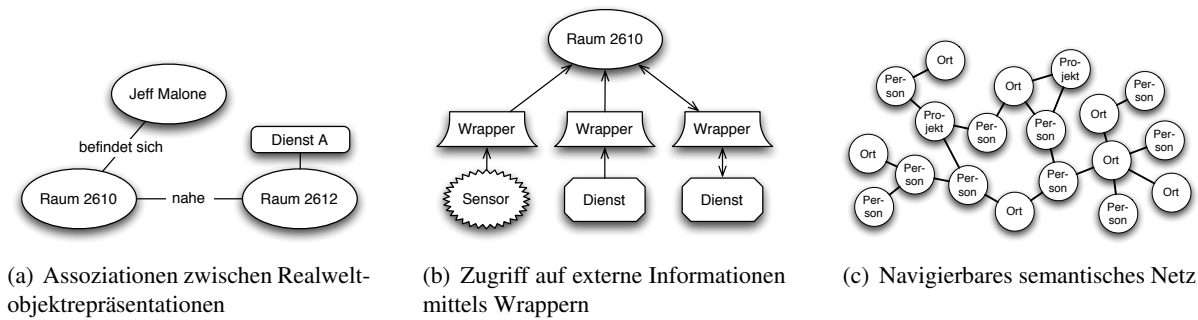 Jeff Malone
befindet sich
Dienst A
Raum 2610
nahe
Raum 2612
(a) Assoziationen zwischen Realwelt-
objektrepräsentationen
Raum 2610
Wrapper
Wrapper
Wrapper
Sensor
Dienst
Dienst
(b) Zugriff auf externe Informationen
mittels Wrappern
Ort
Per-
son
Pro-
jekt
Ort
Pro-
jekt
Per-
son
Per-
son
Ort
Per-
son
Per-
son
Ort
Per-
son
Per-
son
Per-
son
Ort
Per-
son
Ort
Ort
Per-
son
(c) Navigierbares semantisches Netz